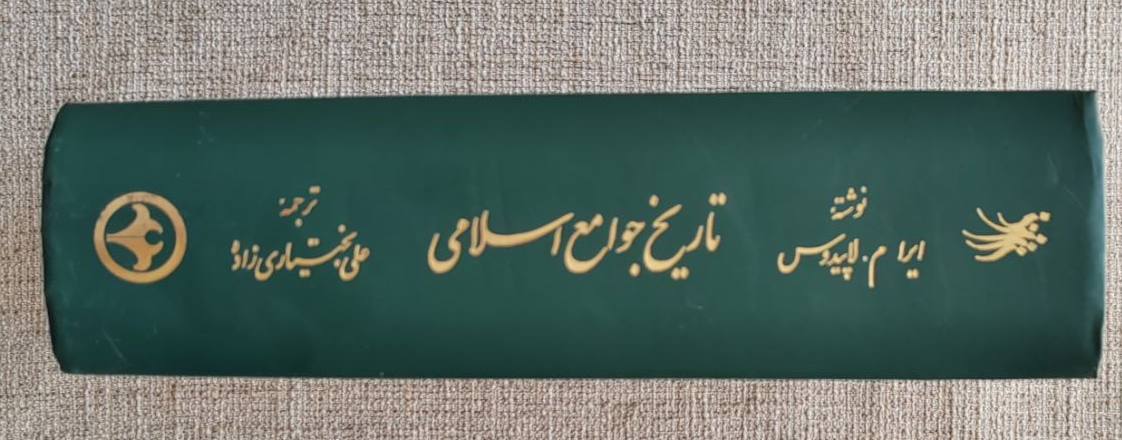 نوشتهٔ
ایرا م. لاپیدوس
تاریخ جوامع اسلامی
ترجمهٔ
علی بختیاری زاده